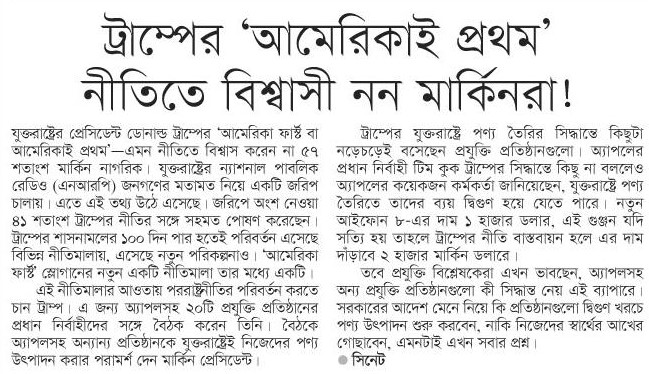 ট্রাম্পের ‘আমেরিকাই প্রথম’
নীতিতে বিশ্বাসী নন মার্কিনরা!
যুক্তরাষ্ট্রের প্রেসিডেন্ট ডোনাল্ড ট্রাম্পের ‘আমেরিকা ফার্স্ট বা
আমেরিকাই প্রথম’—এমন নীতিতে বিশ্বাস করেন না ৫৭
শতাংশ মার্কিন নাগরিক। যুক্তরাষ্ট্রের ন্যাশনাল পাবলিক
রেডিও (এনআরপি) জনগণের মতামত নিয়ে একটি জরিপ
চালায়। এতে এই তথ্য উঠে এসেছে। জরিপে অংশ নেওয়া
৪১ শতাংশ ট্রাম্পের নীতির সঙ্গে সহমত পোষণ করেছেন।
ট্রাম্পের শাসনামলের ১০০ দিন পার হতেই পরিবর্তন এসেছে
বিভিন্ন নীতিমালায়, এসেছে নতুন পরিকল্পনাও। ‘আমেরিকা
ফার্স্ট’ স্লোগানের নতুন একটি নীতিমালা তার মধ্যে একটি।
এই নীতিমালার আওতায় পররাষ্ট্রনীতির পরিবর্তন করতে
চান ট্রাম্প। এ জন্য অ্যাপলসহ ২০টি প্রযুক্তি প্রতিষ্ঠানের
প্রধান নির্বাহীদের সঙ্গে বৈঠক করেন তিনি। বৈঠকে
অ্যাপলসহ অন্যান্য প্রতিষ্ঠানকে যুক্তরাষ্ট্রেই নিজেদের পণ্য
উৎপাদন করার পরামর্শ দেন মার্কিন প্রেসিডেন্ট।
ট্রাম্পের যুক্তরাষ্ট্রে পণ্য তৈরির সিদ্ধান্তে কিছুটা
নড়েচড়েই বসেছেন প্রযুক্তি প্রতিষ্ঠানগুলো। অ্যাপলের
প্রধান নির্বাহী টিম কুক ট্রাম্পের সিদ্ধান্তে কিছু না বললেও
অ্যাপলের কয়েকজন কর্মকর্তা জানিয়েছেন, যুক্তরাষ্ট্রে পণ্য
তৈরিতে তাদের ব্যয় দ্বিগুণ হয়ে যেতে পারে। নতুন
আইফোন ৮-এর দাম ১ হাজার ডলার, এই গুঞ্জন যদি
সত্যি হয় তাহলে ট্রাম্পের নীতি বাস্তবায়ন হলে এর দাম
দাঁড়াবে ২ হাজার মার্কিন ডলারে।
তবে প্রযুক্তি বিশ্লেষকেরা এখন ভাবছেন, অ্যাপলসহ
অন্য প্রযুক্তি প্রতিষ্ঠানগুলো কী সিদ্ধান্ত নেয় এই ব্যাপারে।
সরকারের আদেশ মেনে নিয়ে কি প্রতিষ্ঠানগুলো দ্বিগুণ খরচে
পণ্য উৎপাদন শুরু করবেন, নাকি নিজেদের স্বার্থের আখের
গোছাবেন, এমনটাই এখন সবার প্রশ্ন।
● সিনেট